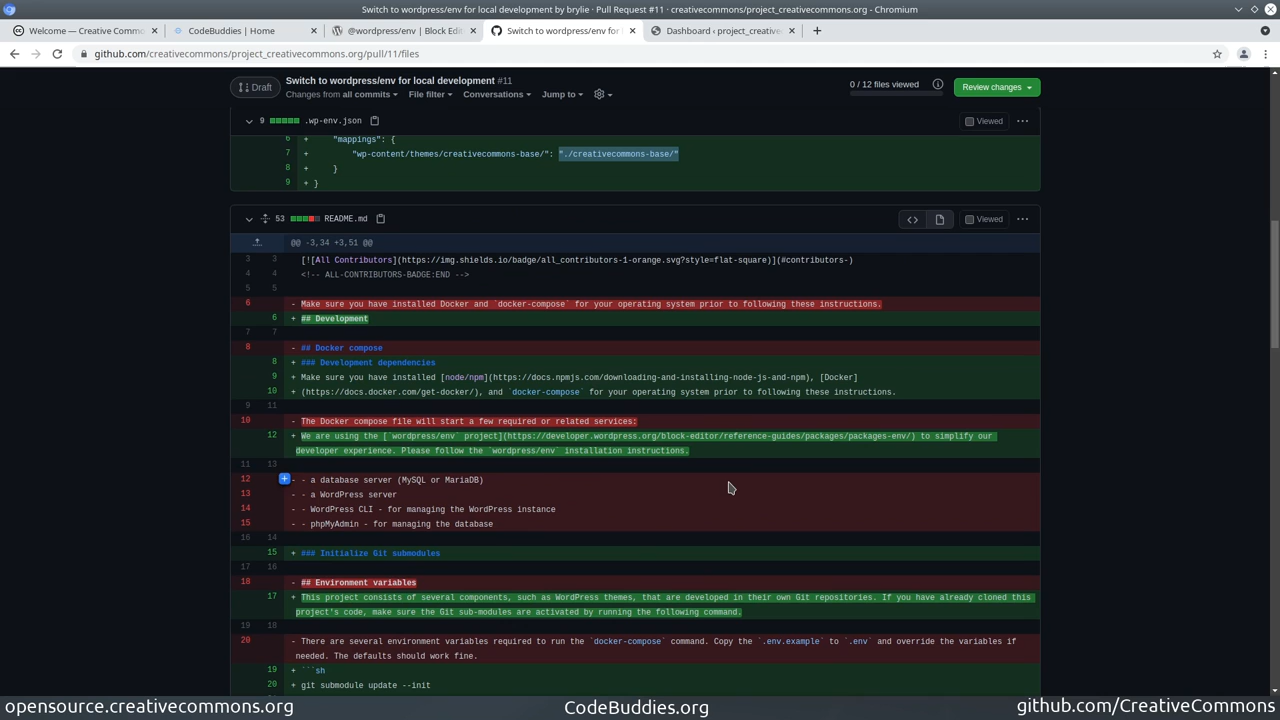 Switch to wordpress/env for local development by brylie · Pull Request #11 · creativecommons/project_creativecommons.org - Chromium
Welcome — Creative Commo
CodeBuddies | Home
@wordpress/env | Block Edi
Switch to wordpress/env for
Dashboard ‹ project_creative
github.com/creativecommons/project_creativecommons.org/pull/11/files
Draft
Switch to wordpress/env for local development #11
Changes from all commits
File filter
Conversations
Jump to
0 / 12 files viewed
Review changes
9
.wp-env.json
Viewed
6 + "mappings": {
7 + "wp-content/themes/creativecommons-base/": "./creativecommons-base/"
8 + }
9 + }
53
README.md
Viewed
@@ -3,34 +3,51 @@
3 3 [![All Contributors](https://img.shields.io/badge/all_contributors-1-orange.svg?style=flat-square)](#contributors-)
4 4 <!-- ALL-CONTRIBUTORS-BADGE:END -->
5 5
6 - Make sure you have installed Docker and `docker-compose` for your operating system prior to following these instructions.
6 + ## Development
7 7
8 - ## Docker compose
8 + ### Development dependencies
9 + Make sure you have installed [node/npm](https://docs.npmjs.com/downloading-and-installing-node-js-and-npm), [Docker]
10 + (https://docs.docker.com/get-docker/), and `docker-compose` for your operating system prior to following these instructions.
9 11
10 - The Docker compose file will start a few required or related services:
12 + We are using the [`wordpress/env` project](https://developer.wordpress.org/block-editor/reference-guides/packages/packages-env/) to simplify our
developer experience. Please follow the `wordpress/env` installation instructions.
11 13
12 - - a database server (MySQL or MariaDB)
13 - - a WordPress server
14 - - WordPress CLI - for managing the WordPress instance
15 - - phpMyAdmin - for managing the database
16 14
15 + ### Initialize Git submodules
17 16
18 - ## Environment variables
17 + This project consists of several components, such as WordPress themes, that are developed in their own Git repositories. If you have already cloned this
project's code, make sure the Git sub-modules are activated by running the following command.
19 18
20 - There are several environment variables required to run the `docker-compose` command. Copy the `.env.example` to `.env` and override the variables if
needed. The defaults should work fine.
19 + ```sh
20 + git submodule update --init
opensource.creativecommons.org
CodeBuddies.org
github.com/CreativeCommons